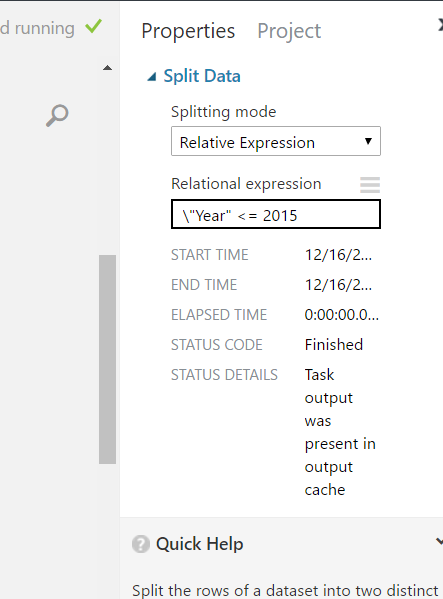 d running
Properties Project
Split Data
Splitting mode
Relative Expression
Relational expression
\"Year" <= 2015
START TIME 12/16/2...
END TIME 12/16/2...
ELAPSED TIME 0:00:00.0...
STATUS CODE Finished
STATUS DETAILS Task
output
was
present in
output
cache
? Quick Help
Split the rows of a dataset into two distinct